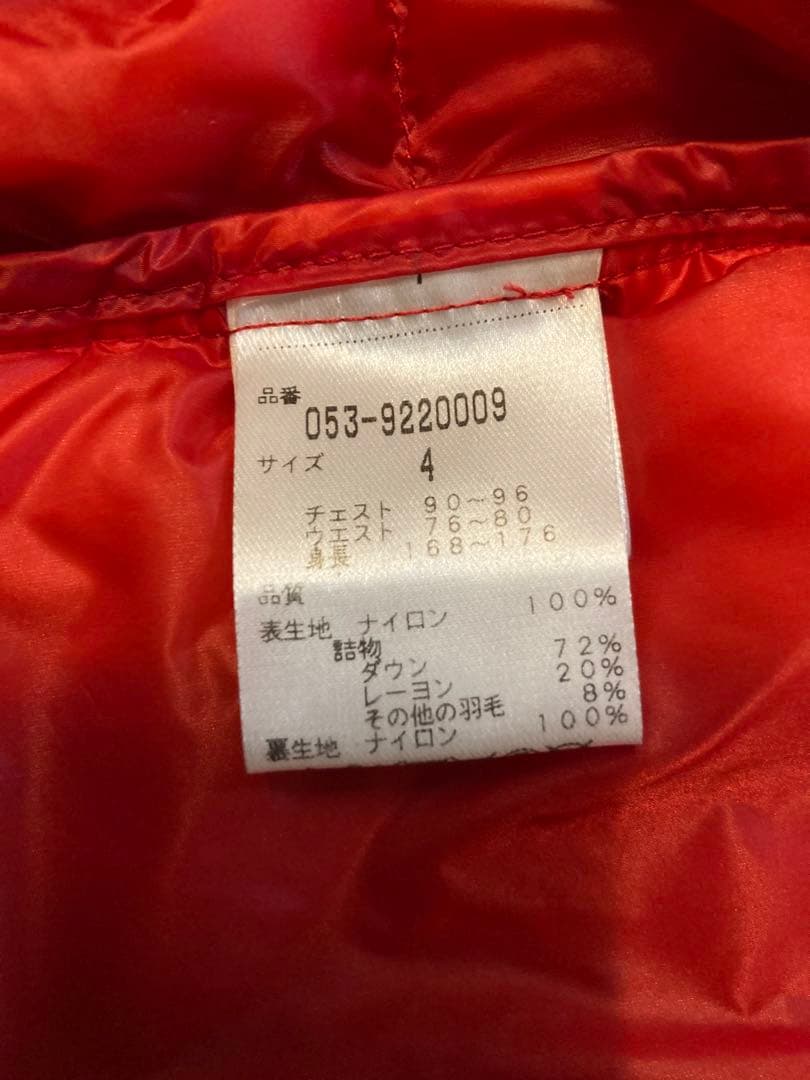 品番
053-9220009
サイズ 4
チェスト 90～96
ウエスト 76～80
身長 168～176
品質
表生地 ナイロン 100%
詰物
ダウン 72%
レーヨン 20%
その他の羽毛 8%
裏生地 ナイロン 100%